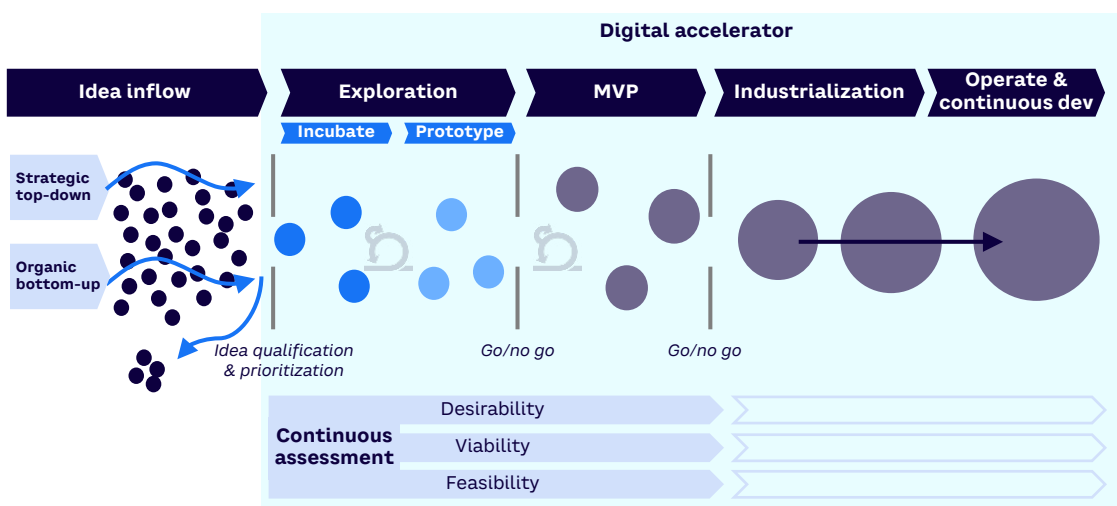 Digital accelerator
Idea inflow
Exploration
MVP
Industrialization
Operate &
continuous dev
Incubate
Prototype
Strategic
top-down
Organic
bottom-up
Idea qualification
& prioritization
Go/no go
Go/no go
Continuous
assessment
Desirability
Viability
Feasibility